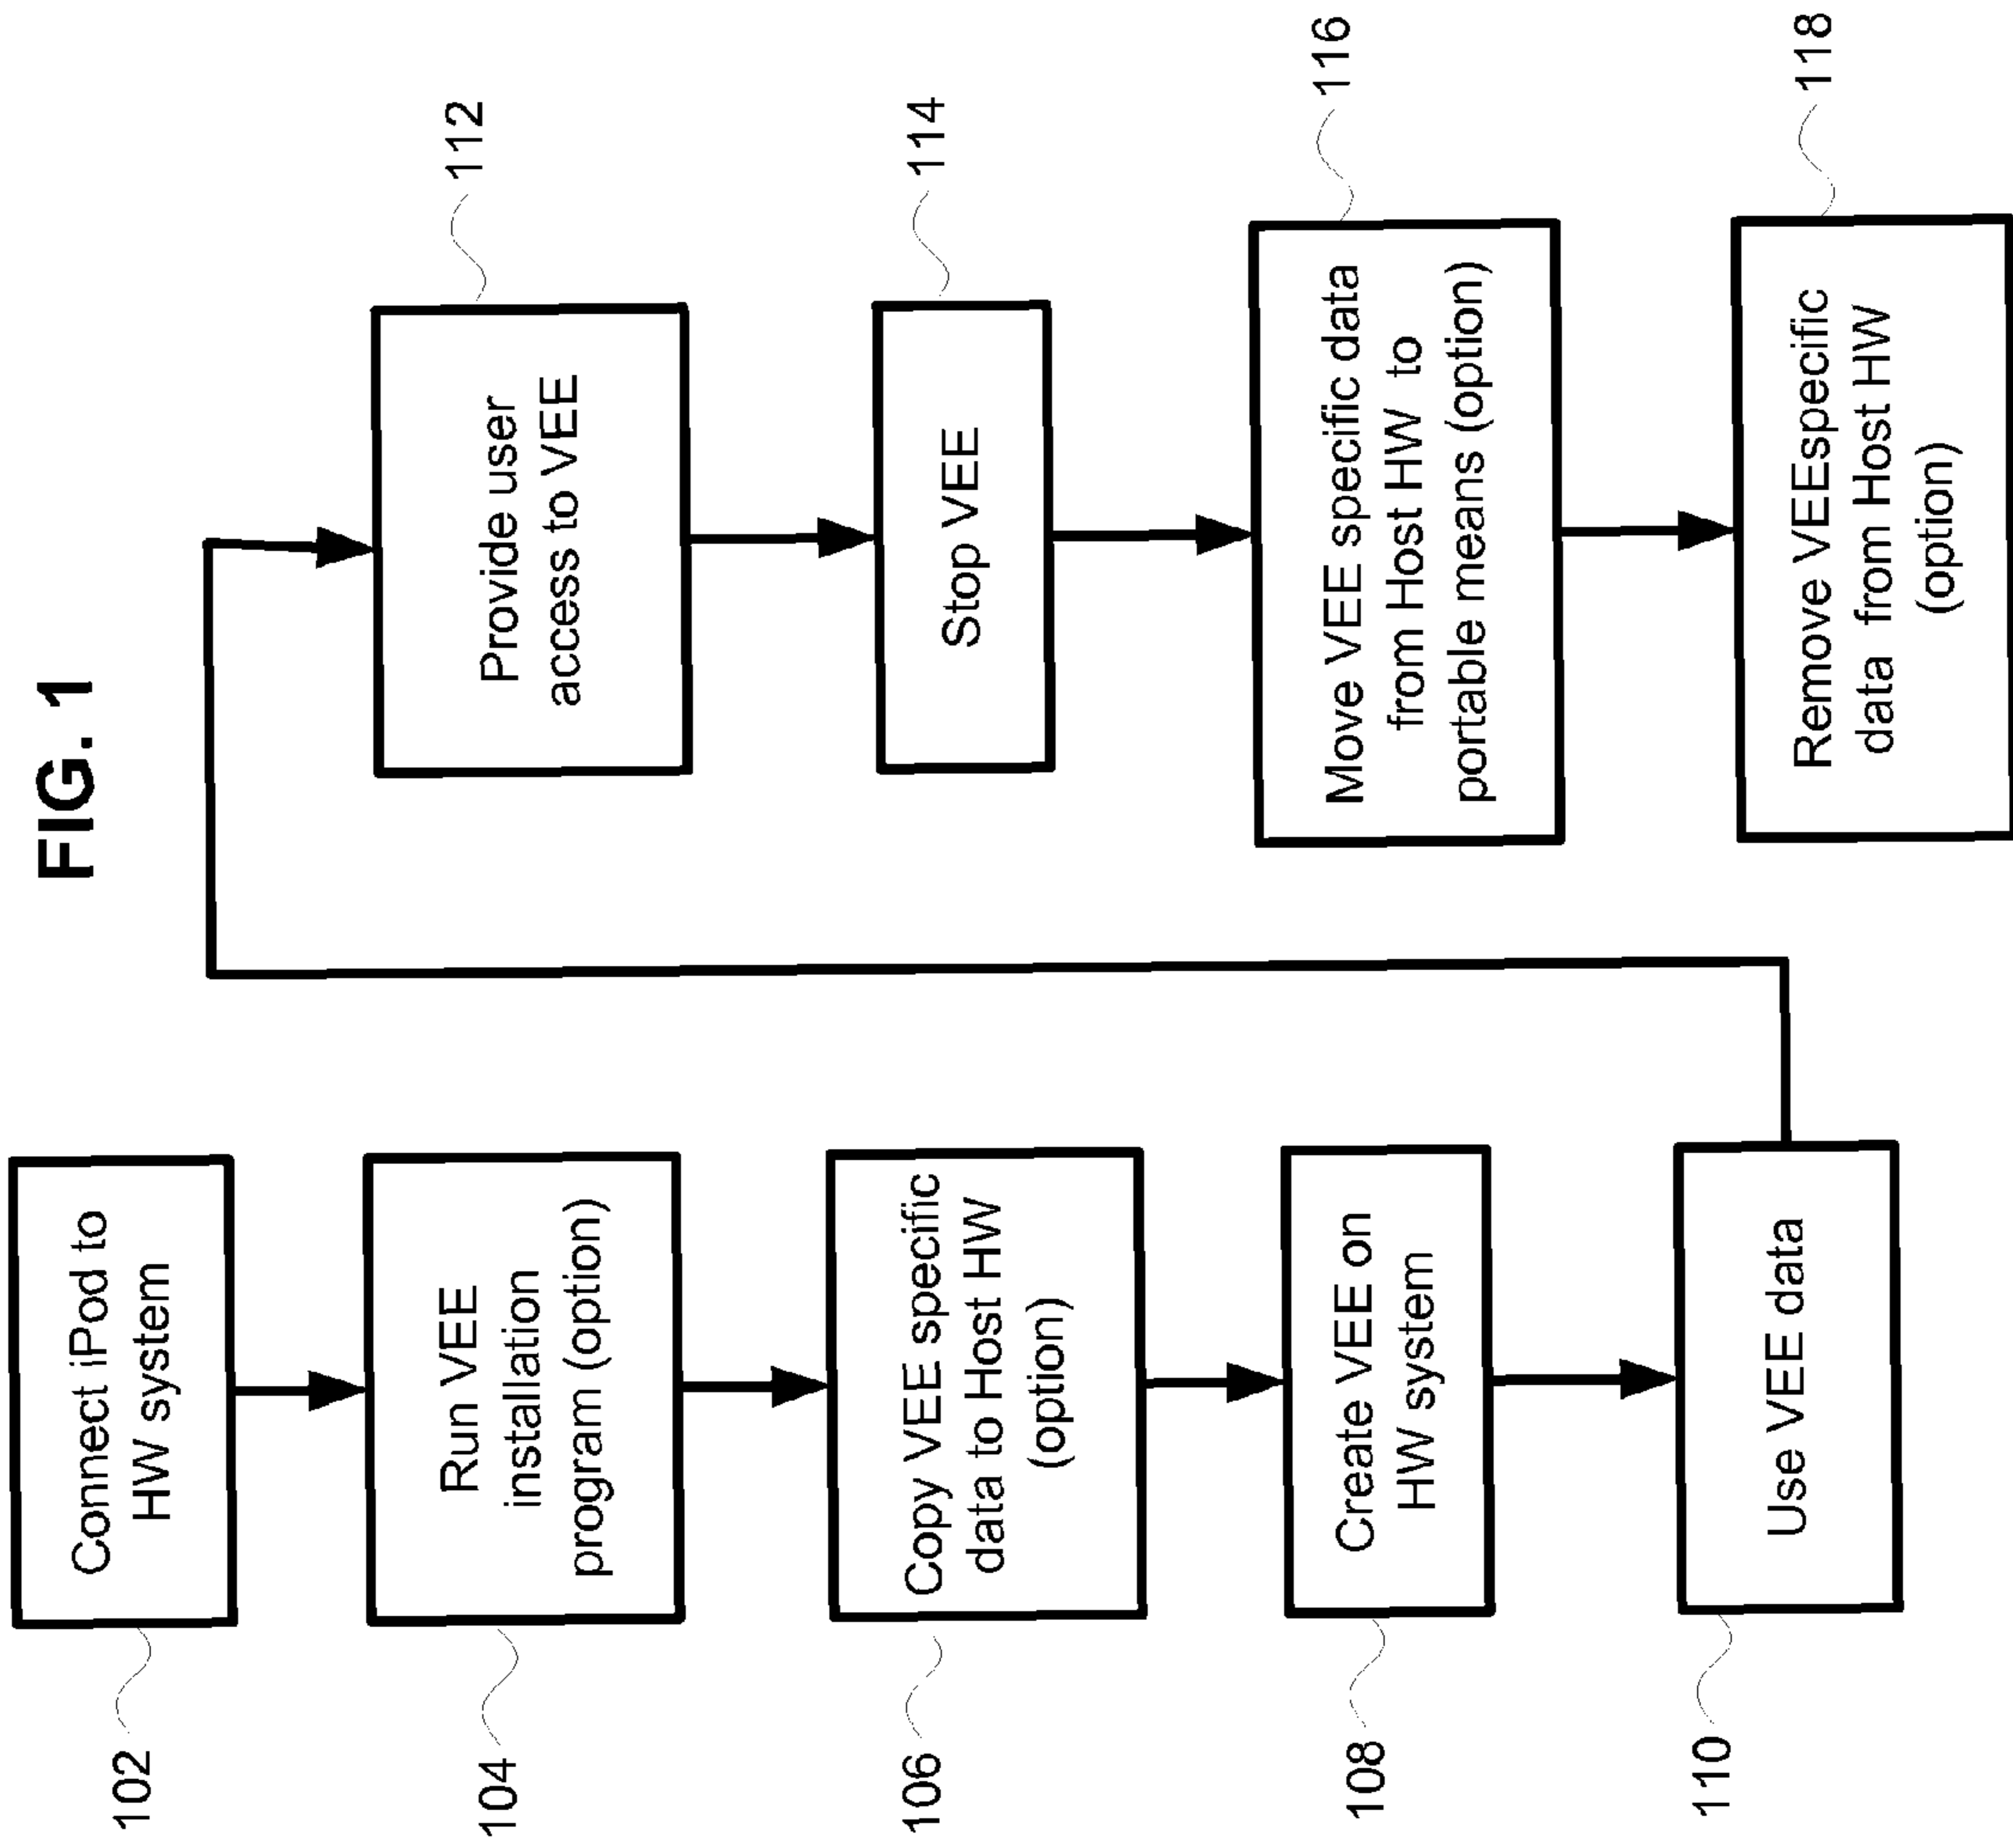 FIG. 1
102
Connect iPod to
HW system
104
Run VEE
installation
program (option)
106
Copy VEE specific
data to Host HW
(option)
108
Create VEE on
HW system
110
Use VEE data
112
Provide user
access to VEE
114
Stop VEE
116
Move VEE specific data
from Host HW to
portable means (option)
118
Remove VEEspecific
data from Host HW
(option)